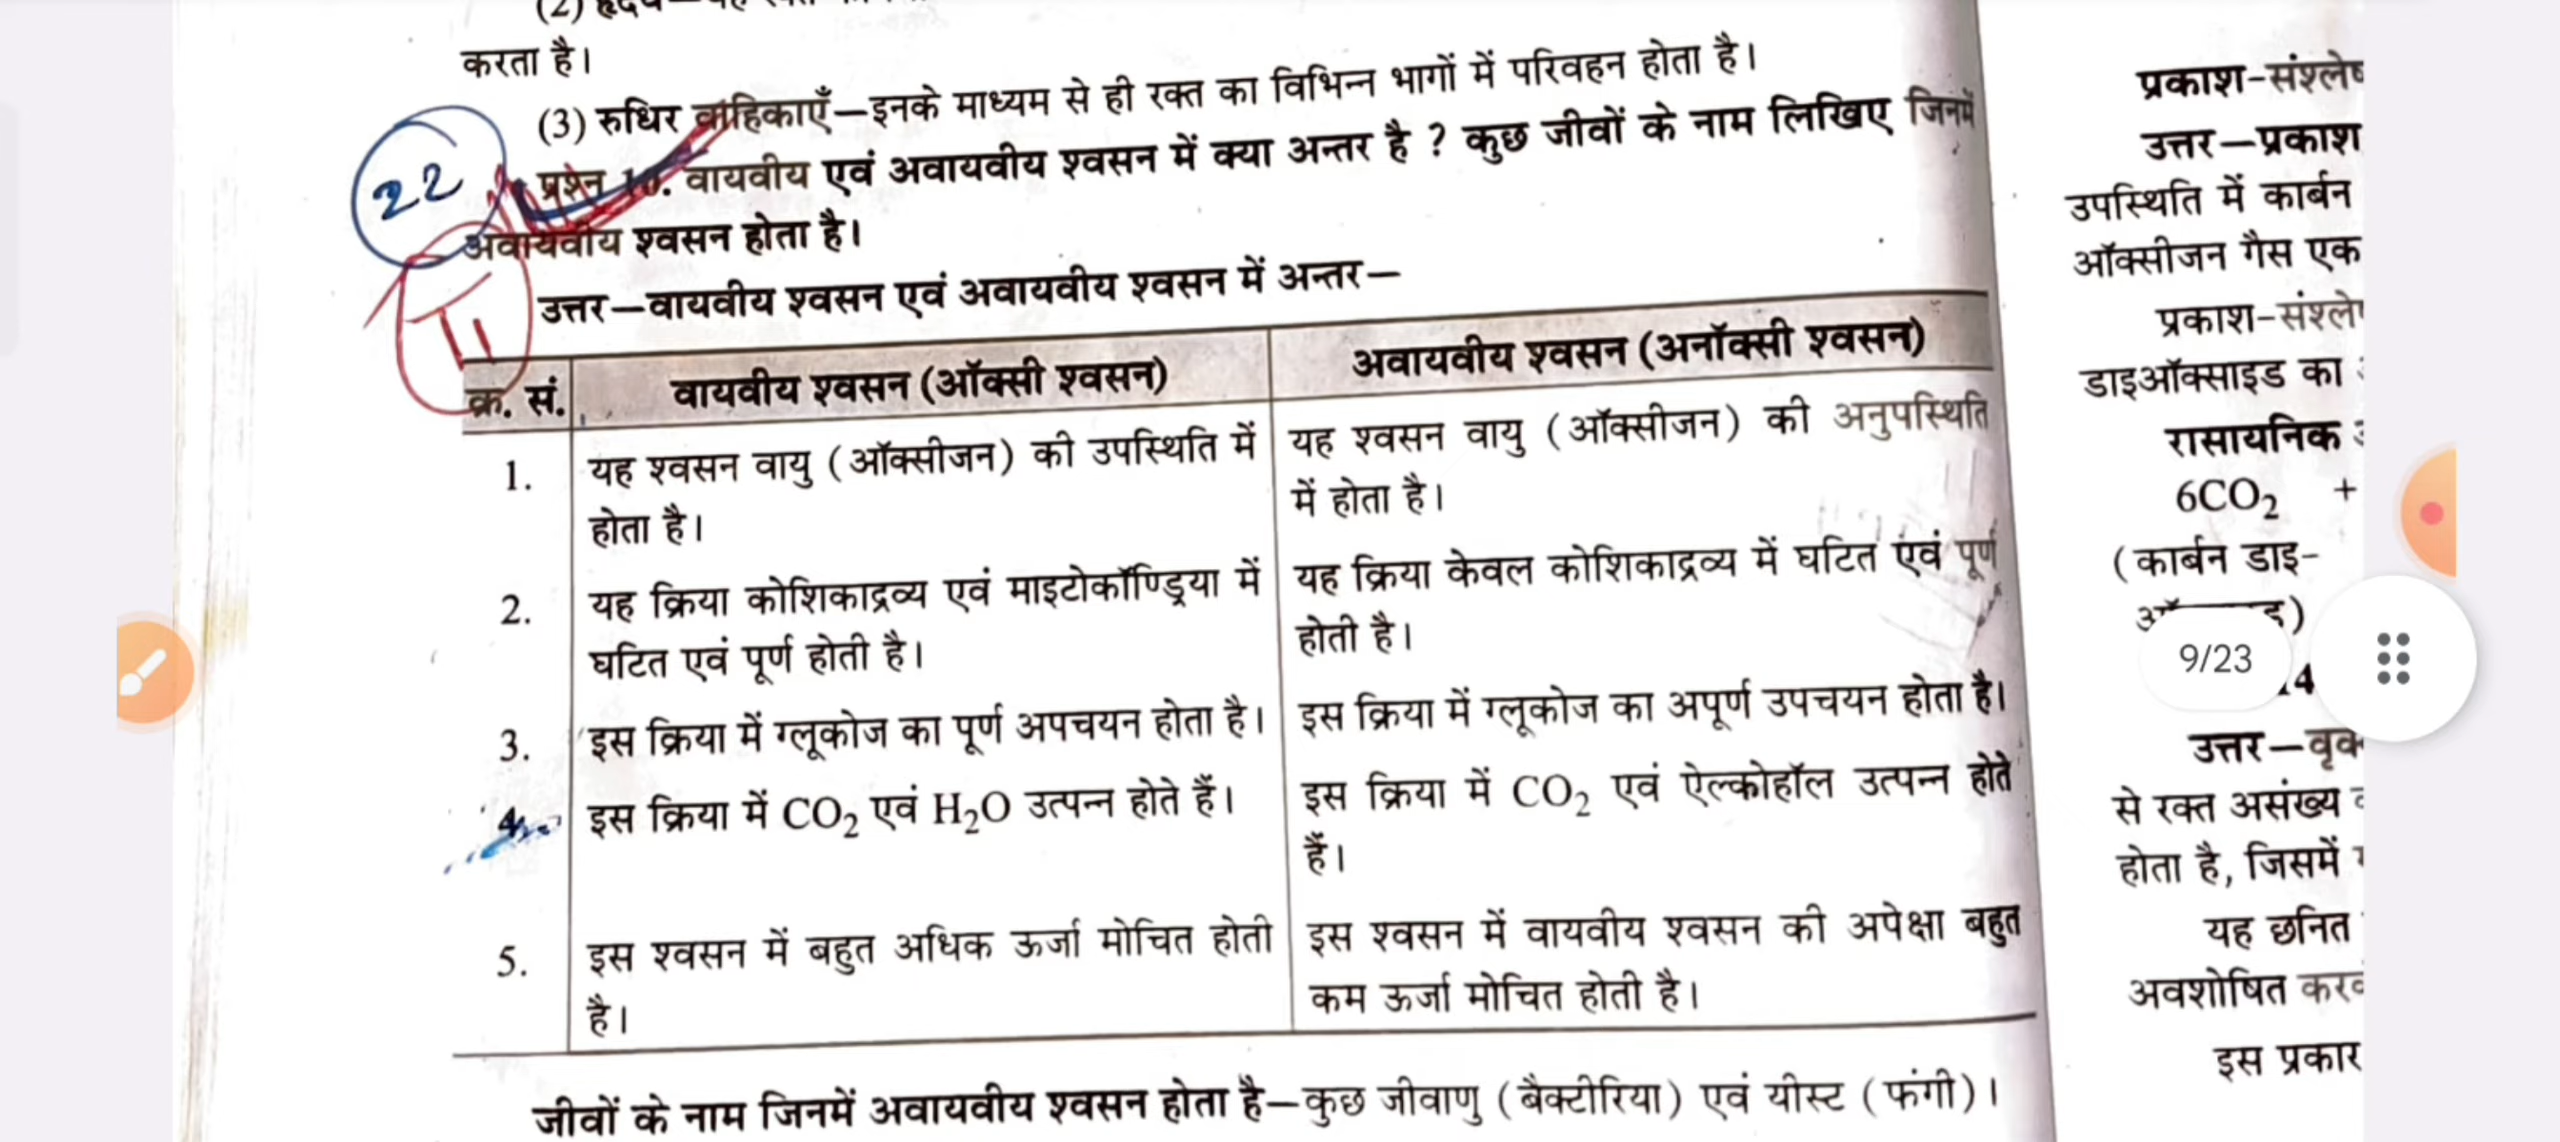 करता है।
(3) रुधिर वाहिकाएँ—इनके माध्यम से ही रक्त का विभिन्न भागों में परिवहन होता है।
22
प्रश्न 10. वायवीय एवं अवायवीय श्वसन में क्या अन्तर है ? कुछ जीवों के नाम लिखिए जिनमें
अवायवीय श्वसन होता है।
उत्तर—वायवीय श्वसन एवं अवायवीय श्वसन में अन्तर—
क्र. सं. वायवीय श्वसन (ऑक्सी श्वसन) अवायवीय श्वसन (अनॉक्सी श्वसन)
1. यह श्वसन वायु (ऑक्सीजन) की उपस्थिति में
होता है।
यह श्वसन वायु (ऑक्सीजन) की अनुपस्थिति
में होता है।
2. यह क्रिया कोशिकाद्रव्य एवं माइटोकॉण्ड्रिया में
घटित एवं पूर्ण होती है।
यह क्रिया केवल कोशिकाद्रव्य में घटित एवं पूर्ण
होती है।
3. इस क्रिया में ग्लूकोज का पूर्ण अपचयन होता है।
इस क्रिया में ग्लूकोज का अपूर्ण उपचयन होता है।
4. इस क्रिया में CO₂ एवं H₂O उत्पन्न होते हैं।
इस क्रिया में CO₂ एवं ऐल्कोहॉल उत्पन्न होते
हैं।
5. इस श्वसन में बहुत अधिक ऊर्जा मोचित होती
है।
इस श्वसन में वायवीय श्वसन की अपेक्षा बहुत
कम ऊर्जा मोचित होती है।
जीवों के नाम जिनमें अवायवीय श्वसन होता है—कुछ जीवाणु (बैक्टीरिया) एवं यीस्ट (फंगी)।
उत्तर—प्रकाश
उपस्थिति में कार्बन
ऑक्सीजन गैस एक
डाइऑक्साइड का
रासायनिक
6CO₂ +
(कार्बन डाइ-
9/23
उत्तर—
से रक्त असंख्य
होता है, जिसमें
यह छनित
अवशोषित
इस प्रकार